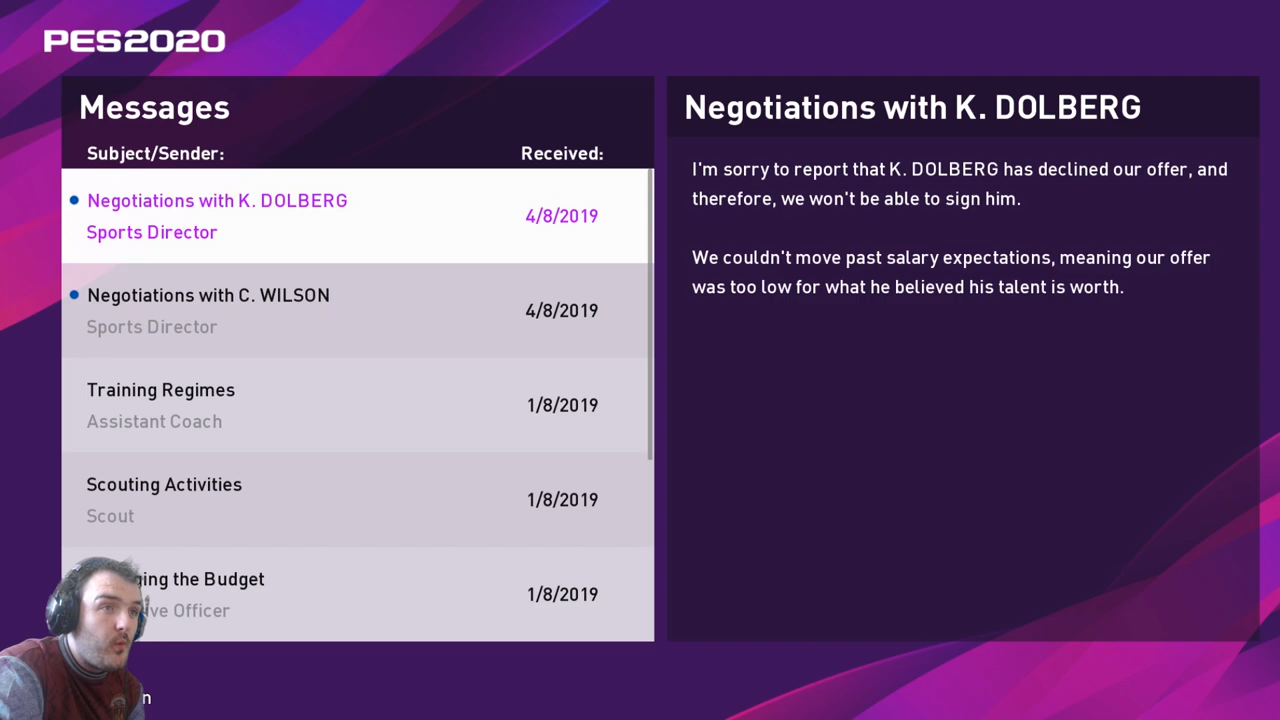 PES2020
Messages
Subject/Sender:
Received:
Negotiations with K. DOLBERG
Sports Director
4/8/2019
Negotiations with C. WILSON
Sports Director
4/8/2019
Training Regimes
Assistant Coach
1/8/2019
Scouting Activities
Scout
1/8/2019
ging the Budget
ve Officer
1/8/2019
n
Negotiations with K. DOLBERG
I'm sorry to report that K. DOLBERG has declined our offer, and
therefore, we won't be able to sign him.
We couldn't move past salary expectations, meaning our offer
was too low for what he believed his talent is worth.